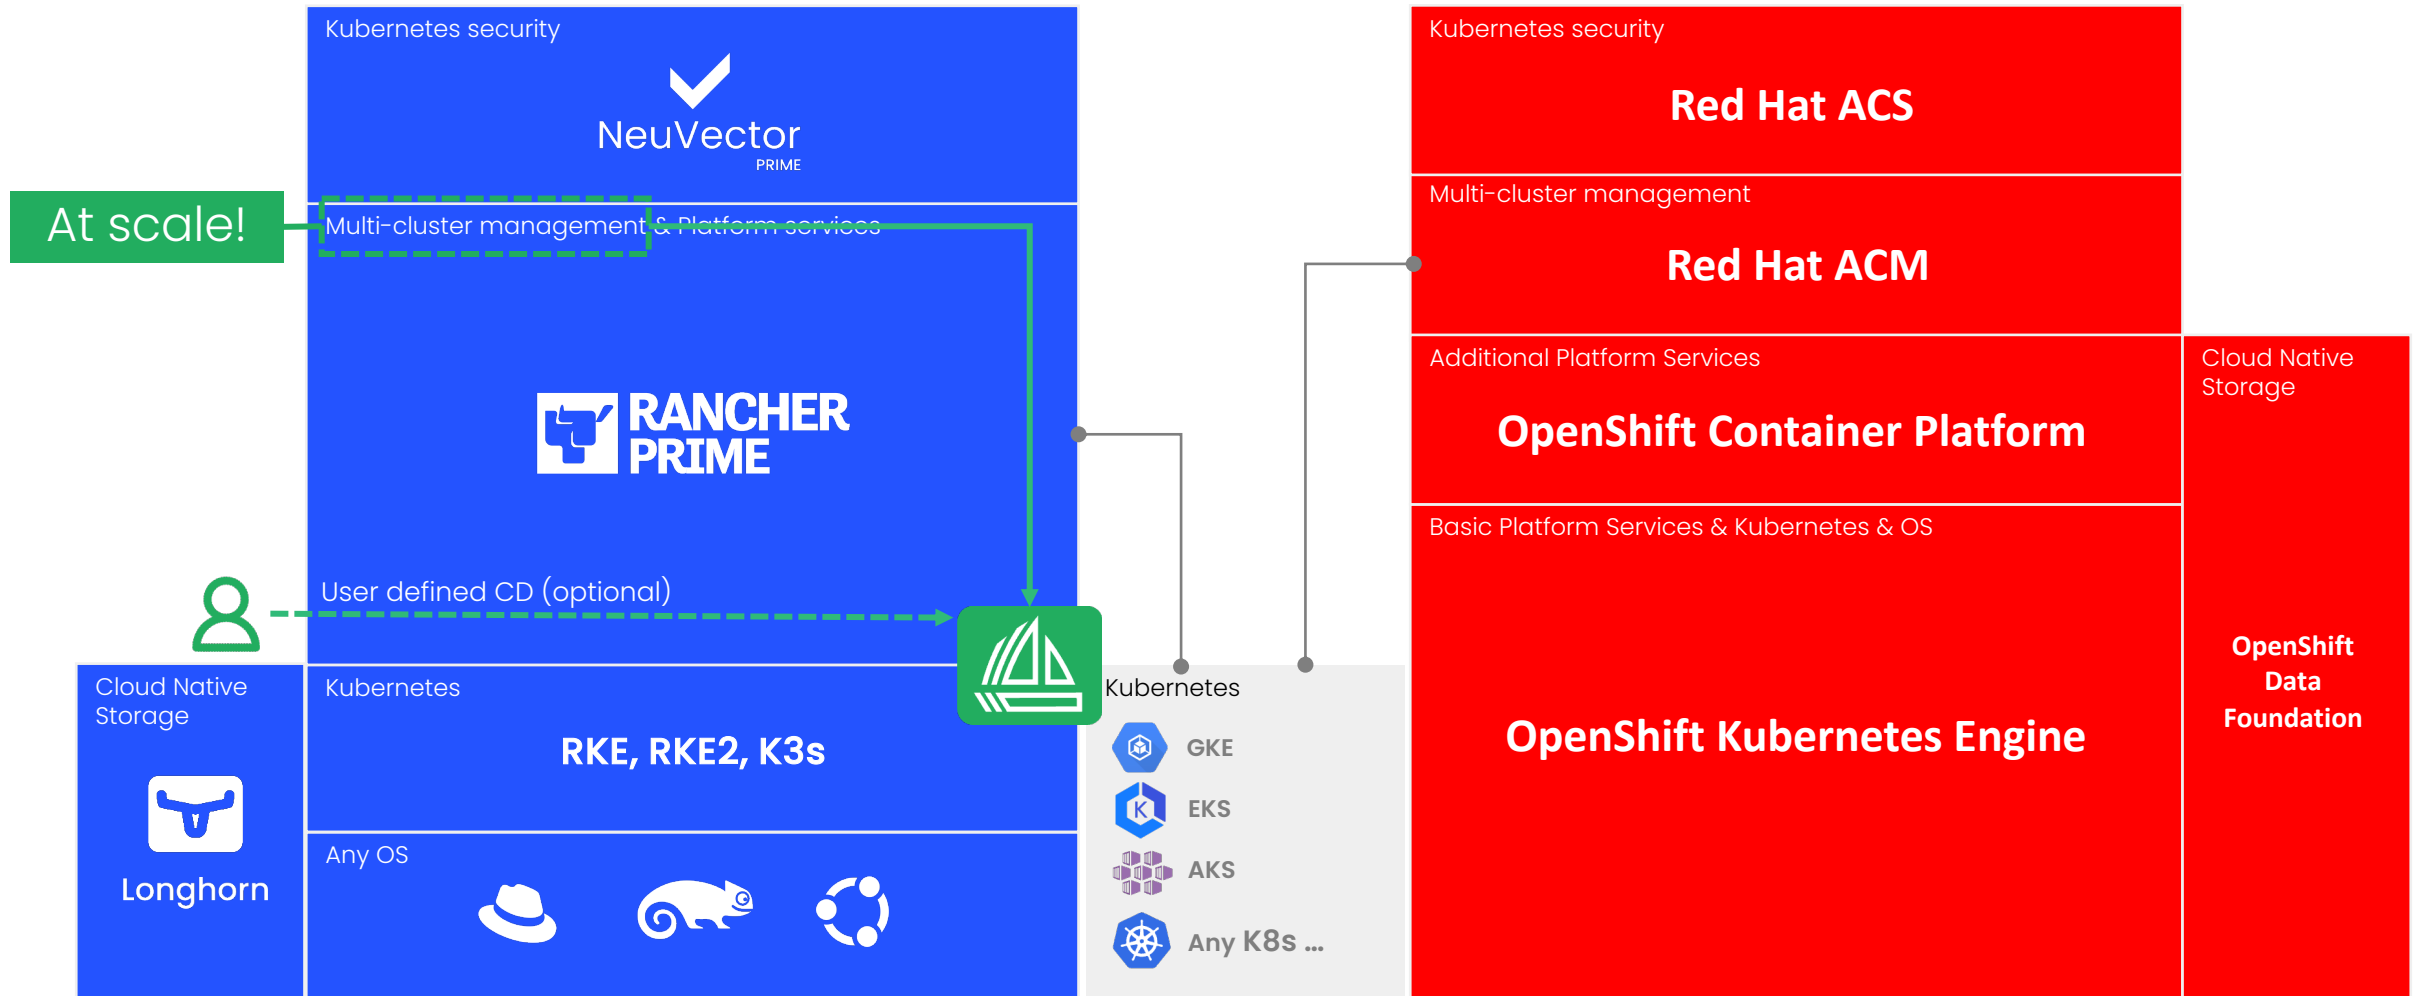 Kubernetes security
NeuVector
PRIME
At scale!
Multi-cluster management & Platform services
RANCHER
PRIME
User defined CD (optional)
Cloud Native
Storage
Longhorn
Kubernetes
RKE, RKE2, K3s
Any OS
Kubernetes
GKE
K
EKS
AKS
Any K8s ...
Kubernetes security
Red Hat ACS
Multi-cluster management
Red Hat ACM
Additional Platform Services
OpenShift Container Platform
Basic Platform Services & Kubernetes & OS
OpenShift Kubernetes Engine
Cloud Native
Storage
OpenShift
Data
Foundation